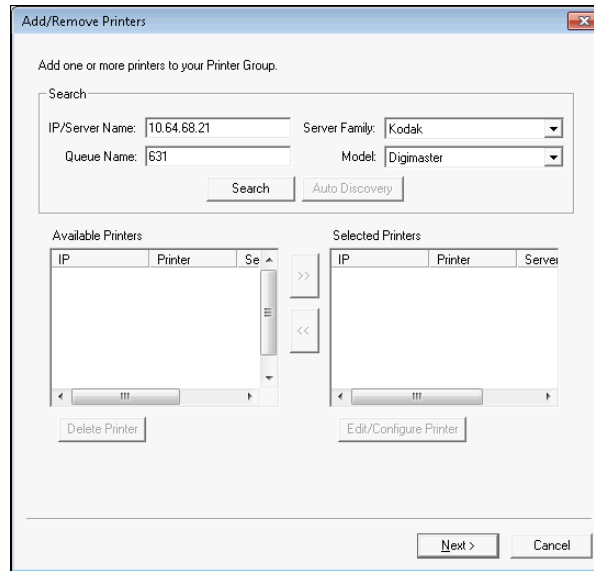 Add/Remove Printers
Add one or more printers to your Printer Group.
Search
IP/Server Name: 10.64.68.21 Server Family: Kodak
Queue Name: 631 Model: Digimaster
Search Auto Discovery
Available Printers Selected Printers
IP Printer Se IP Printer Server
>>
<<
Delete Printer Edit/Configure Printer
Next > Cancel